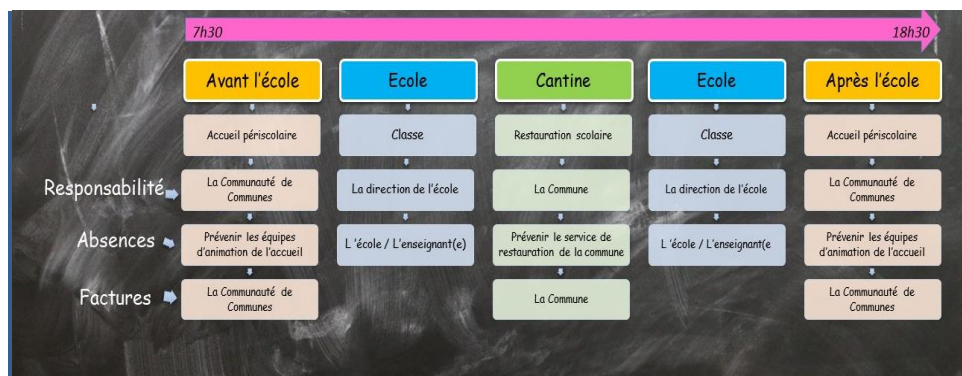 7h30 18h30
Avant l'école Ecole Cantine Ecole Après l'école
Accueil périscolaire Classe Restauration scolaire Classe Accueil périscolaire
Responsabilité
La Communauté de
Communes
La direction de l'école
La Commune
La direction de l'école
La Communauté de
Communes
Absences
Prévenir les équipes
d'animation de l'accueil
L 'école / L'enseignant(e)
Prévenir le service de
restauration de la commune
L 'école / L'enseignant(e
Prévenir les équipes
d'animation de l'accueil
Factures
La Communauté de
Communes
La Commune
La Communauté de
Communes